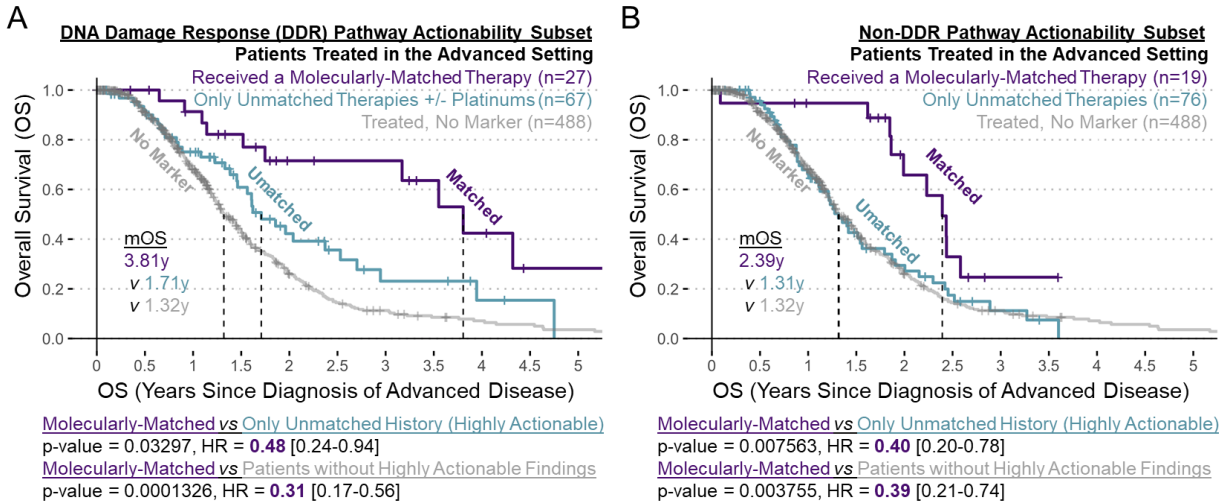 A
DNA Damage Response (DDR) Pathway Actionability Subset
Patients Treated in the Advanced Setting
Received a Molecularly-Matched Therapy (n=27)
Only Unmatched Therapies +/- Platinums (n=67)
Treated, No Marker (n=488)
Overall Survival (OS)
1.0
0.8
0.6
0.4
0.2
0.0
No Marker
Umatched
Matched
mOS
3.81y
v 1.71y
v 1.32y
0 0.5 1 1.5 2 2.5 3 3.5 4 4.5 5
OS (Years Since Diagnosis of Advanced Disease)
Molecularly-Matched vs Only Unmatched History (Highly Actionable)
p-value = 0.03297, HR = 0.48 [0.24-0.94]
Molecularly-Matched vs Patients without Highly Actionable Findings
p-value = 0.0001326, HR = 0.31 [0.17-0.56]
B
Non-DDR Pathway Actionability Subset
Patients Treated in the Advanced Setting
Received a Molecularly-Matched Therapy (n=19)
Only Unmatched Therapies (n=76)
Treated, No Marker (n=488)
Overall Survival (OS)
1.0
0.8
0.6
0.4
0.2
0.0
No Marker
Unmatched
Matched
mOS
2.39y
v 1.31y
v 1.32y
0 0.5 1 1.5 2 2.5 3 3.5 4 4.5 5
OS (Years Since Diagnosis of Advanced Disease)
Molecularly-Matched vs Only Unmatched History (Highly Actionable)
p-value = 0.007563, HR = 0.40 [0.20-0.78]
Molecularly-Matched vs Patients without Highly Actionable Findings
p-value = 0.003755, HR = 0.39 [0.21-0.74]